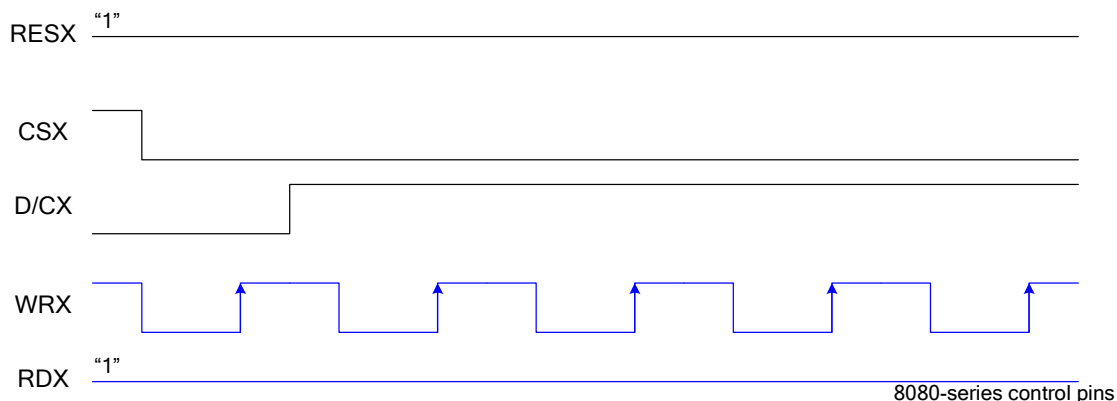 “1”
RESX
CSX
D/CX
WRX
“1”
RDX
8080-series control pins